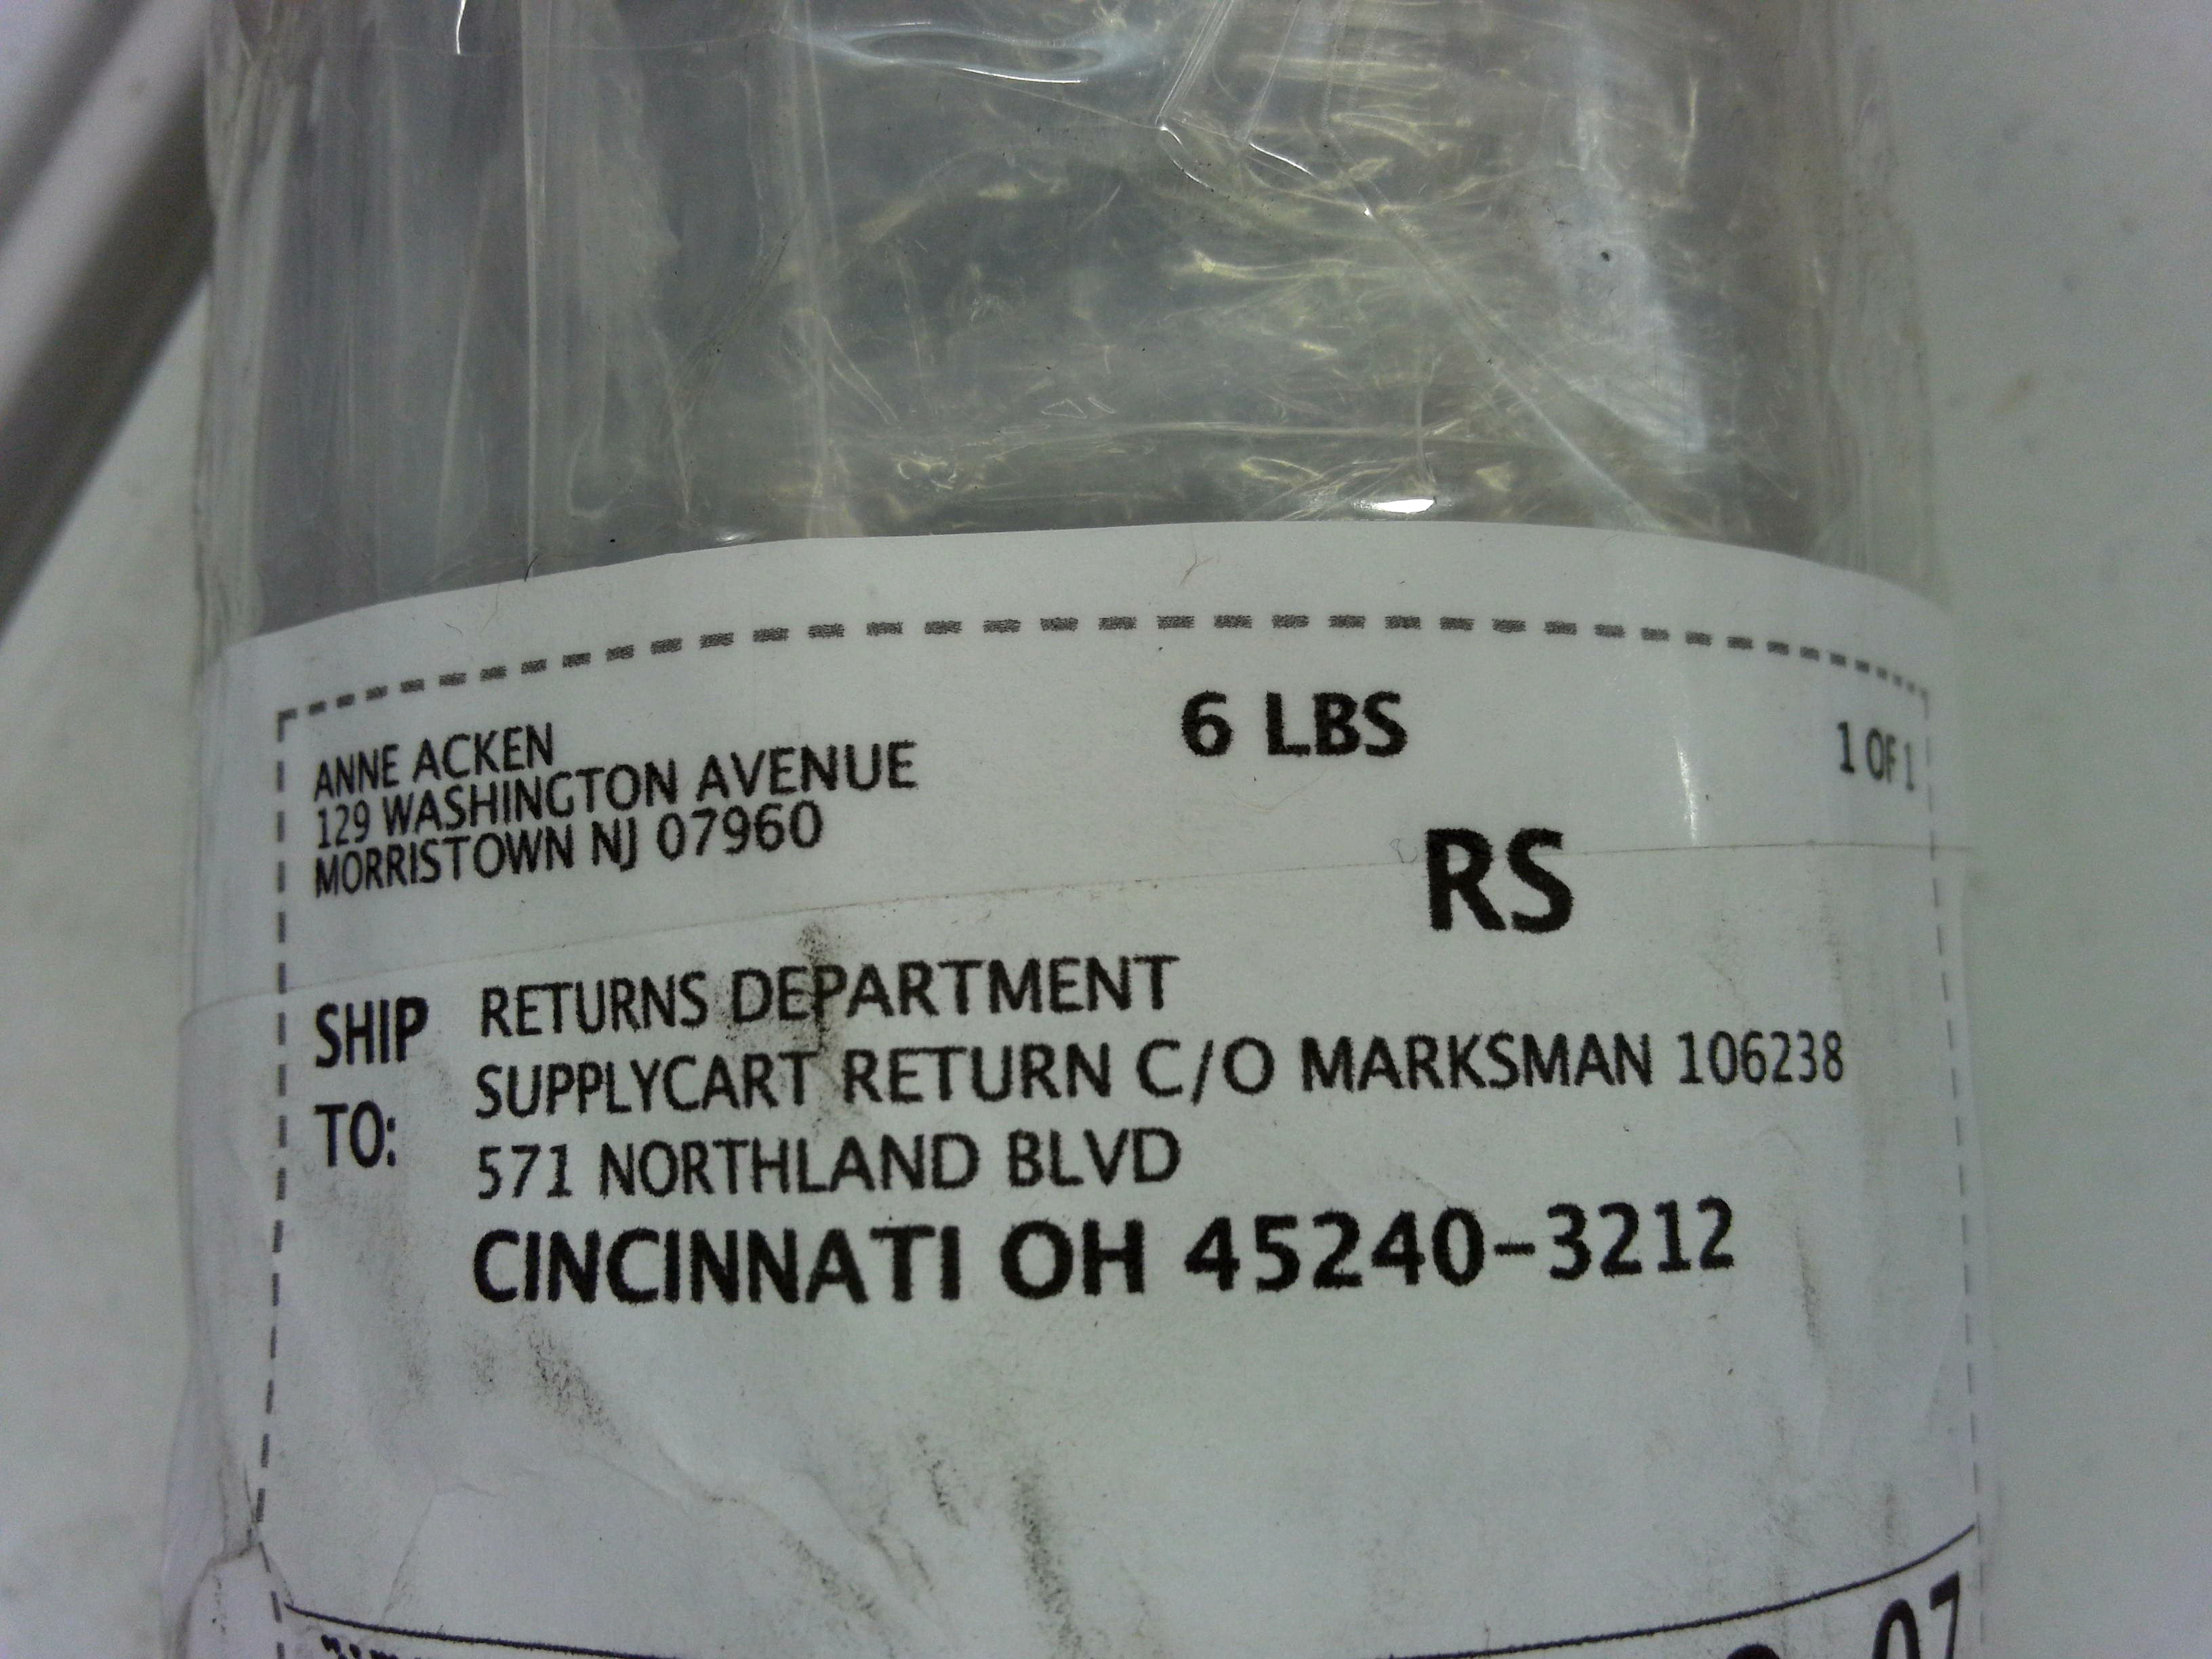 ANNE ACKEN
129 WASHINGTON AVENUE
MORRISTOWN NJ 07960
6 LBS
1 OF 1
RS
SHIP TO:
RETURNS DEPARTMENT
SUPPLYCART RETURN C/O MARKSMAN 106238
571 NORTHLAND BLVD
CINCINNATI OH 45240-3212
07